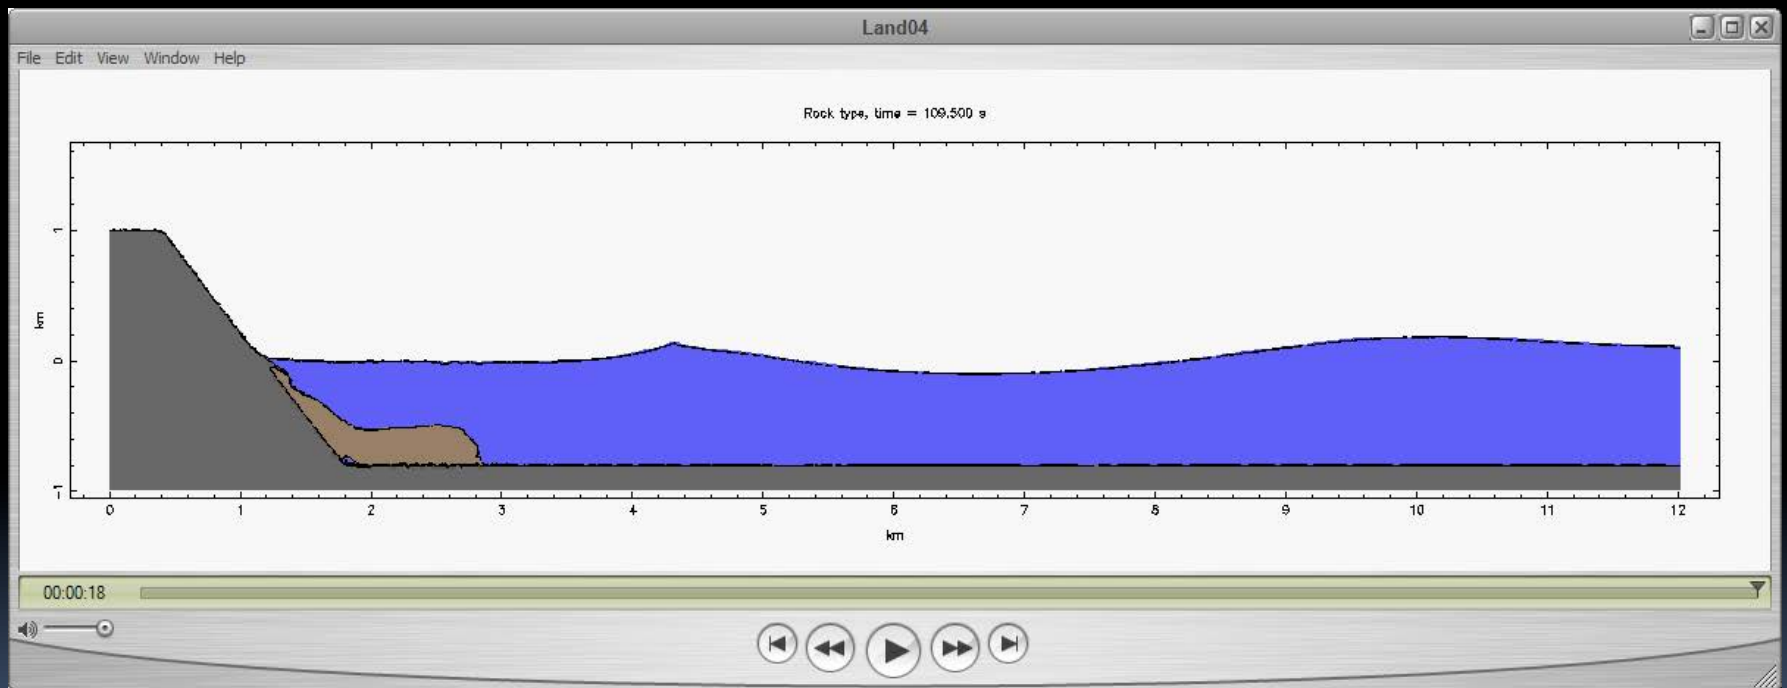 Land04
File Edit View Window Help
Rock type, time = 109.500 s
1
km
0
-1
0 1 2 3 4 5 6 7 8 9 10 11 12
km
00:00:18